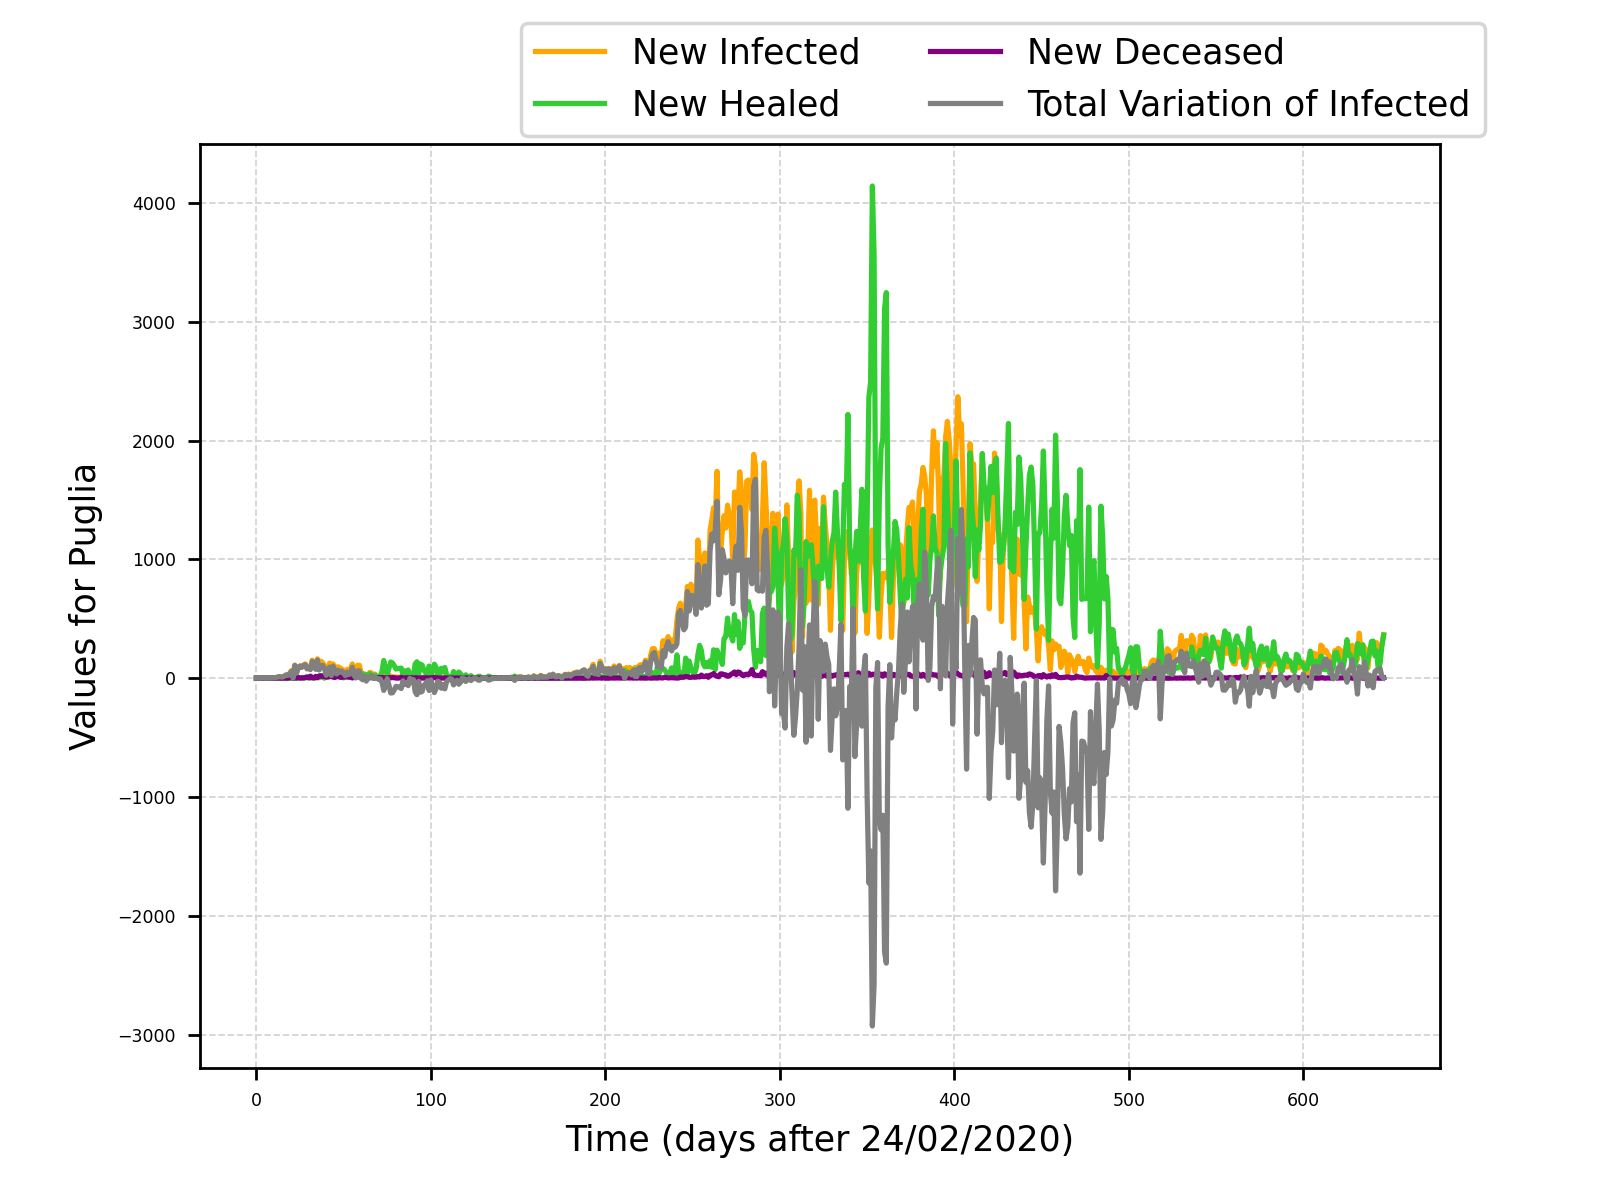 New Infected
New Healed
New Deceased
Total Variation of Infected
Values for Puglia
4000
3000
2000
1000
0
−1000
−2000
−3000
0 100 200 300 400 500 600
Time (days after 24/02/2020)